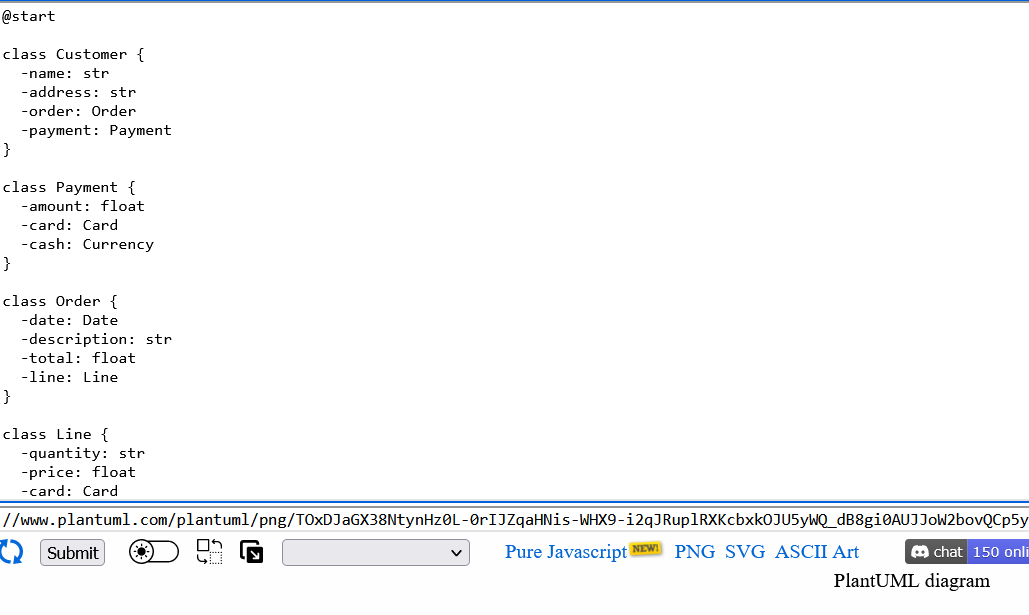 @start
class Customer {
-name: str
-address: str
-order: Order
-payment: Payment
}
class Payment {
-amount: float
-card: Card
-cash: Currency
}
class Order {
-date: Date
-description: str
-total: float
-line: Line
}
class Line {
-quantity: str
-price: float
-card: Card
//www.plantuml.com/plantuml/png/TOxDJaGX38NtynHz0L-0rIJZqaHNis-WHX9-i2qJRuplRXKcbxkOJU5yWQ_dB8gi0AUJJoW2bovQCp5y
Submit Pure Javascript NEW! PNG SVG ASCII Art chat 150 onli
PlantUML diagram